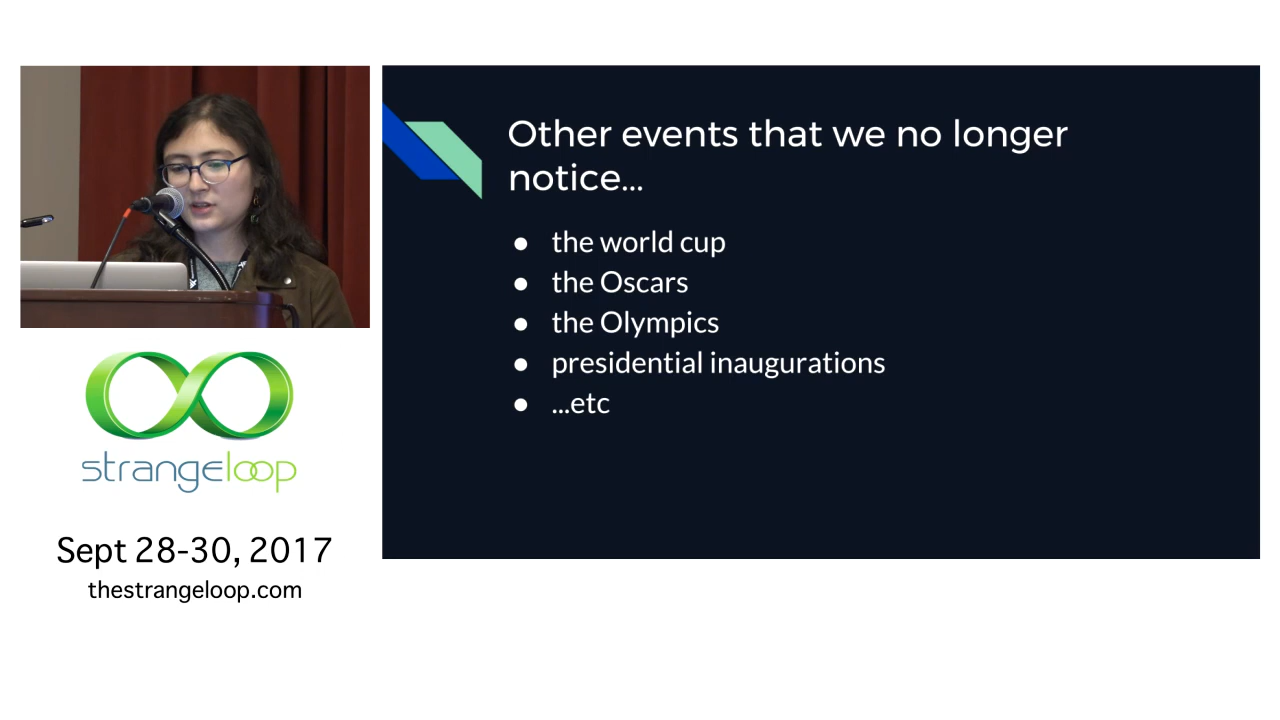 Other events that we no longer
notice...
● the world cup
● the Oscars
● the Olympics
● presidential inaugurations
● ...etc
strangeloop
Sept 28-30, 2017
thestrangeloop.com